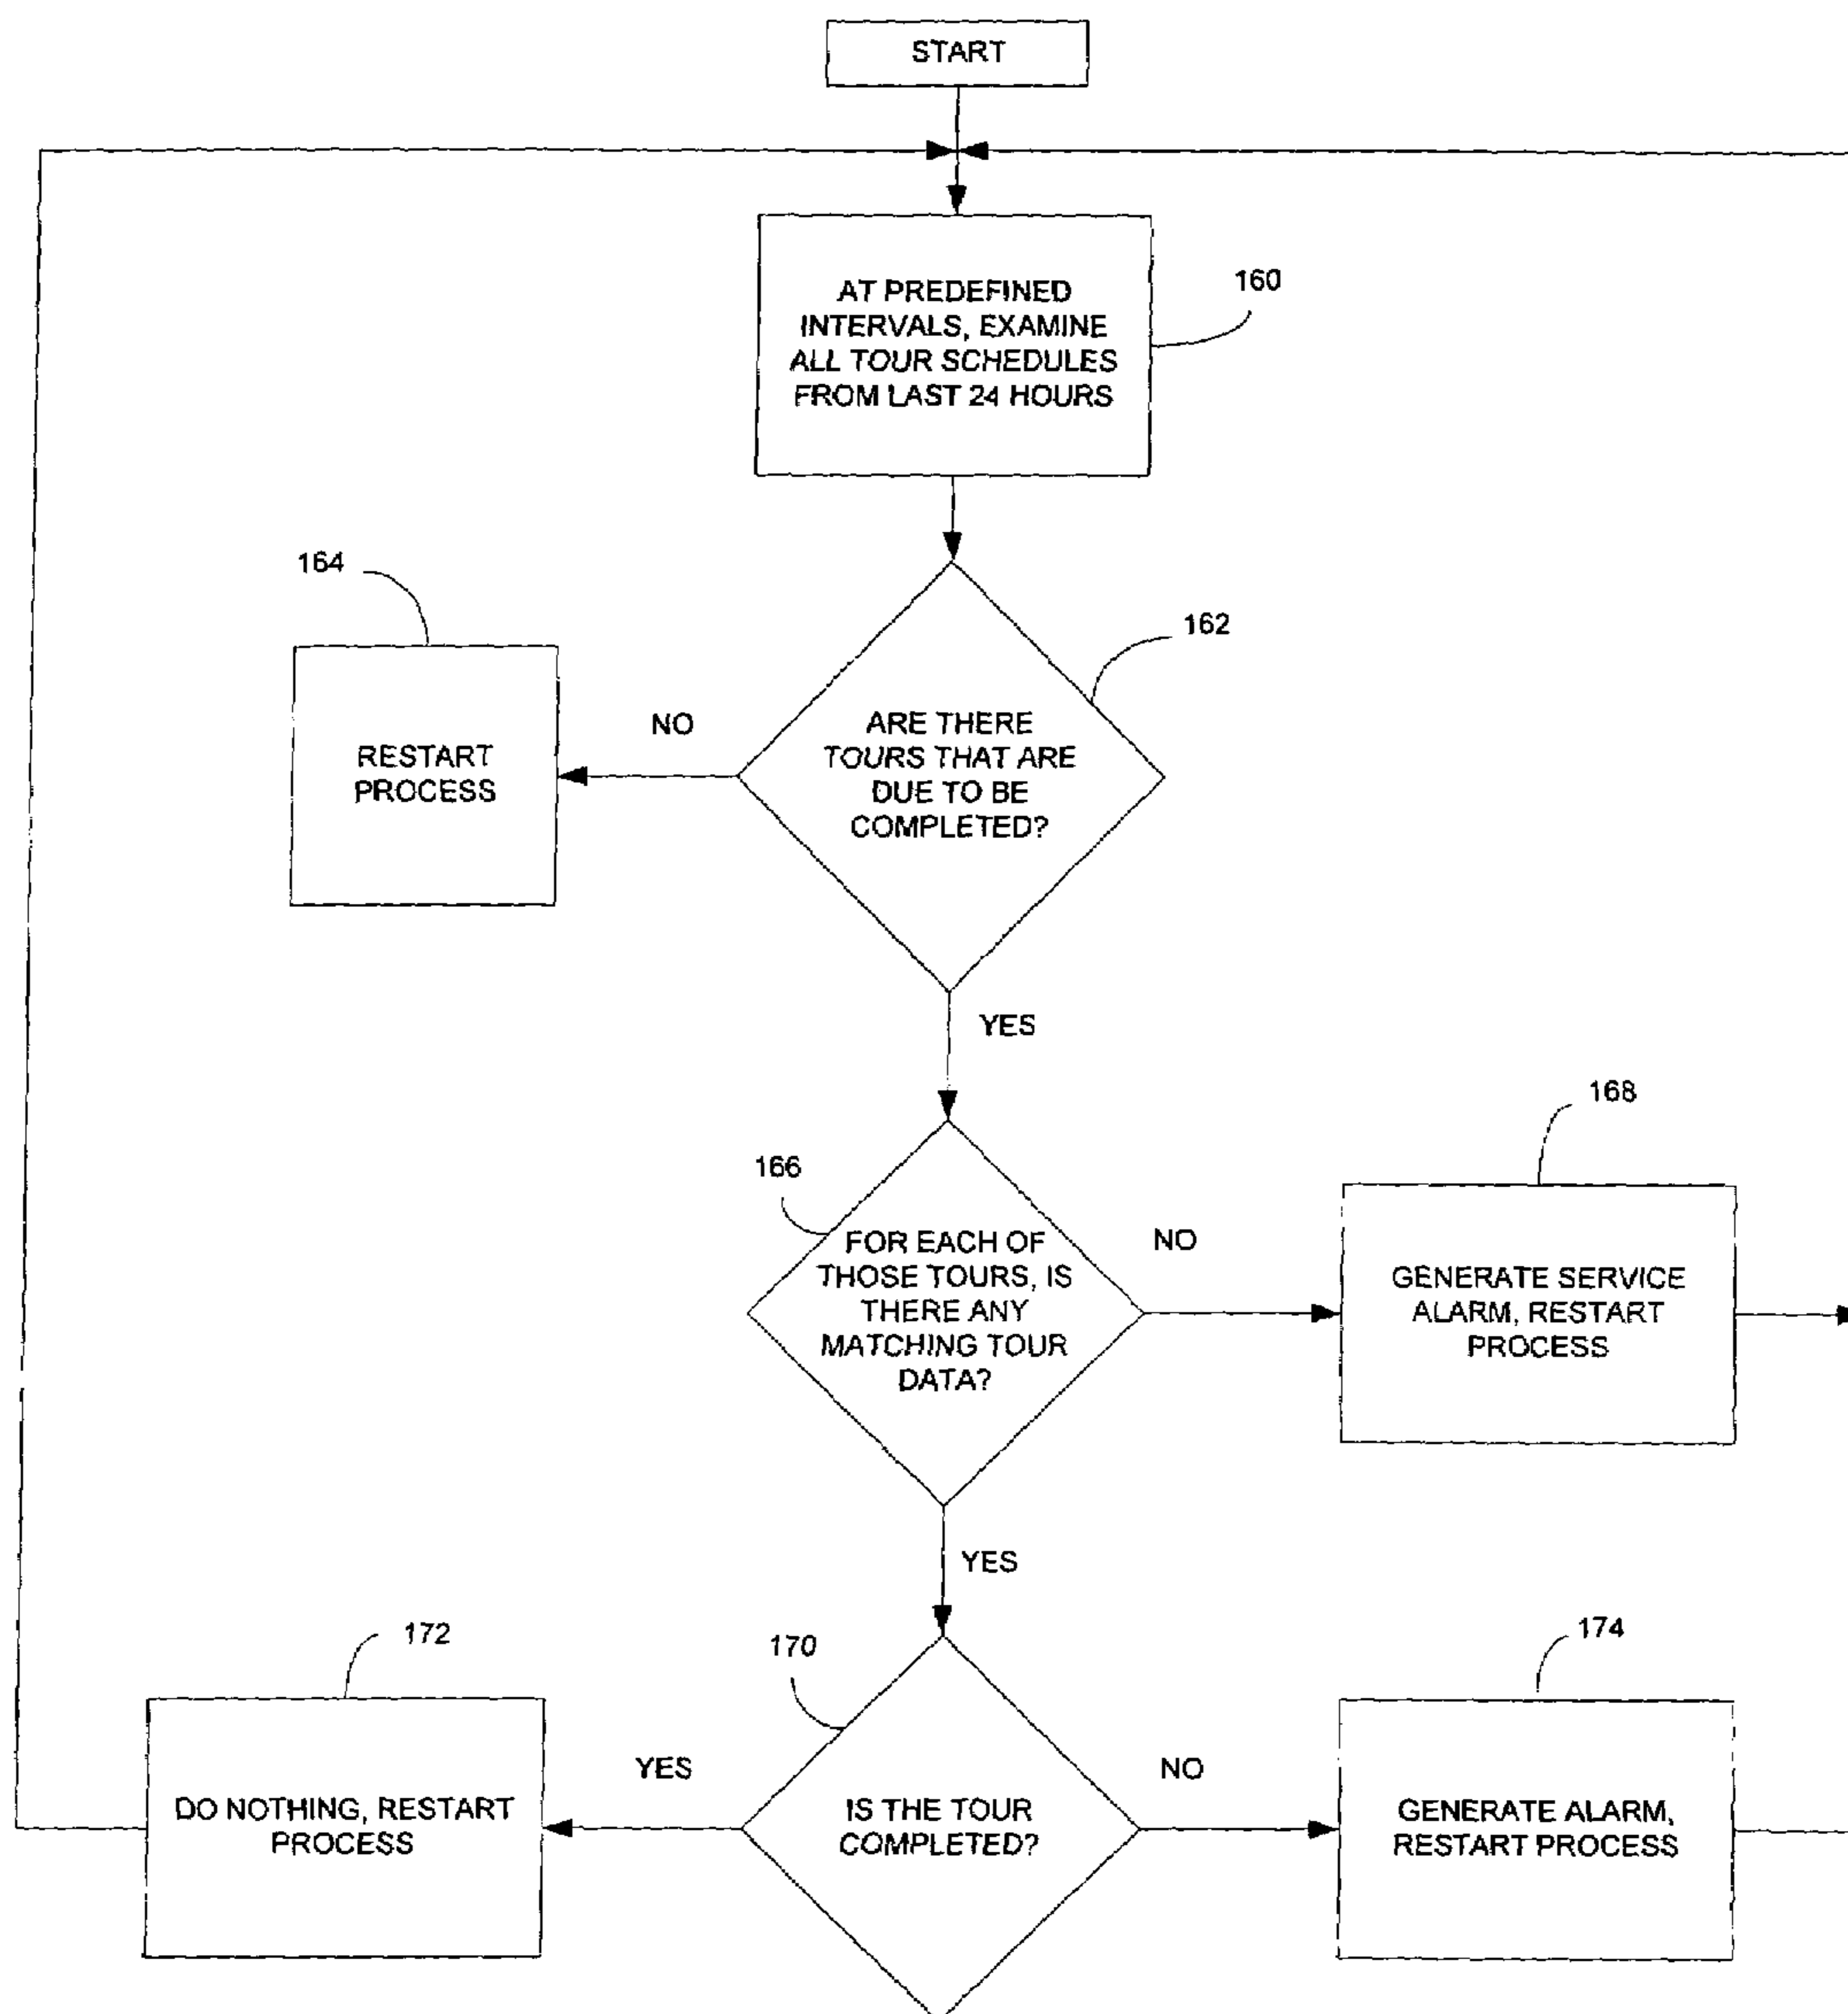 START
AT PREDEFINED
INTERVALS, EXAMINE
ALL TOUR SCHEDULES
FROM LAST 24 HOURS
160
164
162
RESTART
PROCESS
NO
ARE THERE
TOURS THAT ARE
DUE TO BE
COMPLETED?
YES
168
166
FOR EACH OF
THOSE TOURS, IS
THERE ANY
MATCHING TOUR
DATA?
NO
GENERATE SERVICE
ALARM, RESTART
PROCESS
YES
172
170
174
DO NOTHING, RESTART
PROCESS
YES
IS THE TOUR
COMPLETED?
NO
GENERATE ALARM,
RESTART PROCESS